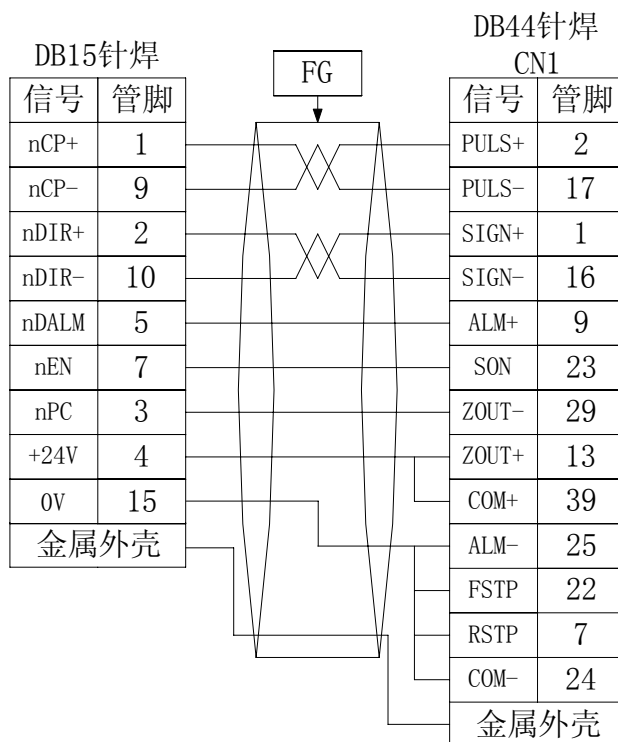 DB15针焊
信号 管脚
nCP+ 1
nCP- 9
nDIR+ 2
nDIR- 10
nDALM 5
nEN 7
nPC 3
+24V 4
0V 15
金属外壳
FG
DB44针焊
CN1
信号 管脚
PULS+ 2
PULS- 17
SIGN+ 1
SIGN- 16
ALM+ 9
SON 23
ZOUT- 29
ZOUT+ 13
COM+ 39
ALM- 25
FSTP 22
RSTP 7
COM- 24
金属外壳